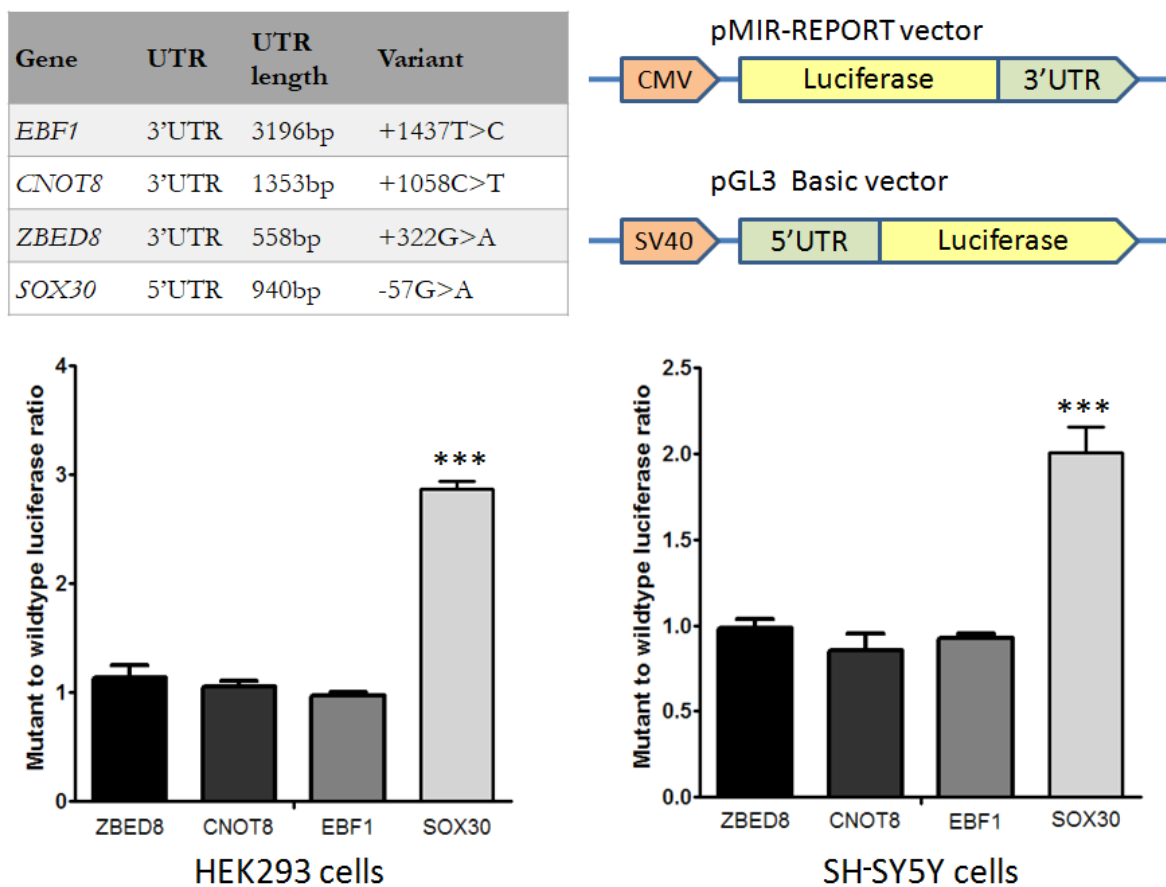 Gene UTR UTR length Variant
EBF1 3'UTR 3196bp +1437T>C
CNOT8 3'UTR 1353bp +1058C>T
ZBED8 3'UTR 558bp +322G>A
SOX30 5'UTR 940bp -57G>A
pMIR-REPORT vector
CMV Luciferase 3'UTR
pGL3 Basic vector
SV40 5'UTR Luciferase
Mutant to wildtype luciferase ratio
4
3
2
1
0
***
ZBED8 CNOT8 EBF1 SOX30
HEK293 cells
Mutant to wildtype luciferase ratio
2.5
2.0
1.5
1.0
0.5
0.0
***
ZBED8 CNOT8 EBF1 SOX30
SH-SY5Y cells